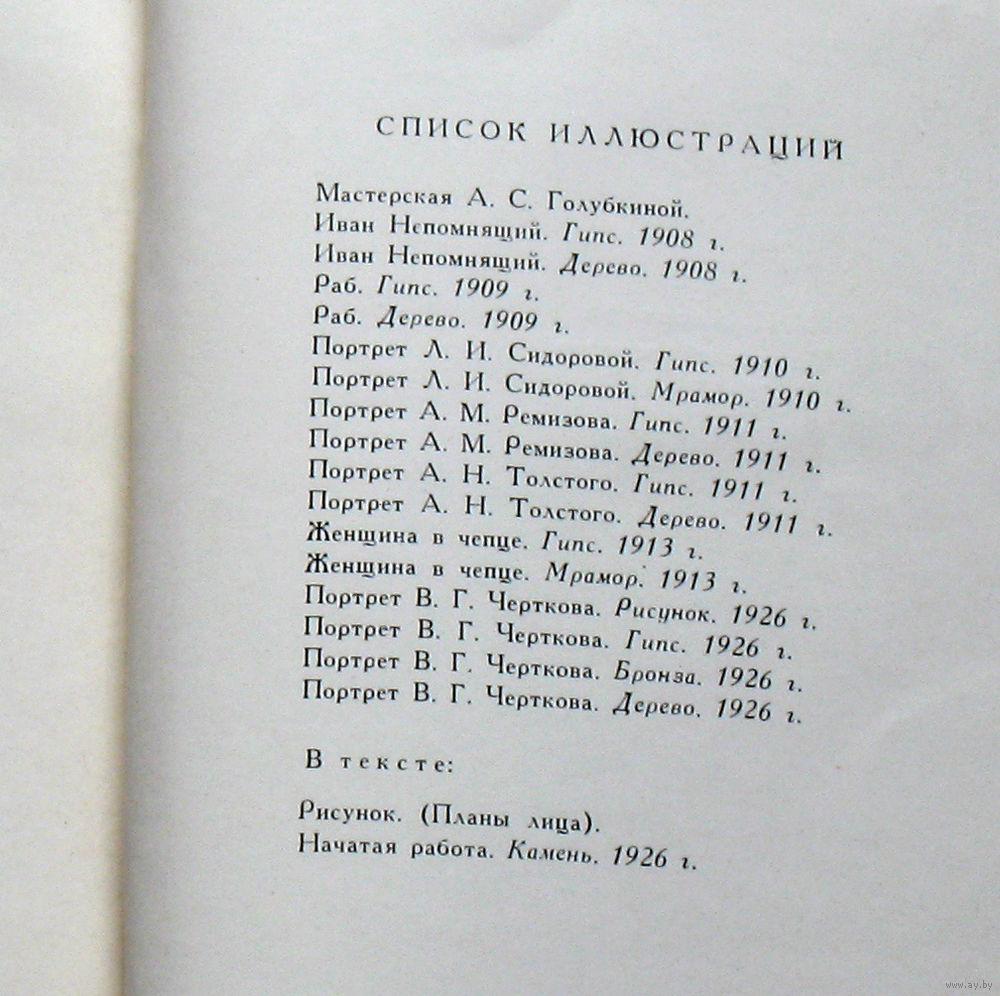 СПИСОК ИЛЛЮСТРАЦИЙ
Мастерская А. С. Голубкиной.
Иван Непомнящий. Гипс. 1908 г.
Иван Непомнящий. Дерево. 1908 г.
Раб. Гипс. 1909 г.
Раб. Дерево. 1909 г.
Портрет Л. И. Сидоровой. Гипс. 1910 г.
Портрет Л. И. Сидоровой. Мрамор. 1910 г.
Портрет А. М. Ремизова. Гипс. 1911 г.
Портрет А. М. Ремизова. Дерево. 1911 г.
Портрет А. Н. Толстого. Гипс. 1911 г.
Портрет А. Н. Толстого. Дерево. 1911 г.
Женщина в чепце. Гипс. 1913 г.
Женщина в чепце. Мрамор. 1913 г.
Портрет В. Г. Черткова. Рисунок. 1926 г.
Портрет В. Г. Черткова. Гипс. 1926 г.
Портрет В. Г. Черткова. Бронза. 1926 г.
Портрет В. Г. Черткова. Дерево. 1926 г.
В тексте:
Рисунок. (Планы лица).
Начатая работа. Камень. 1926 г.
www.ay.by